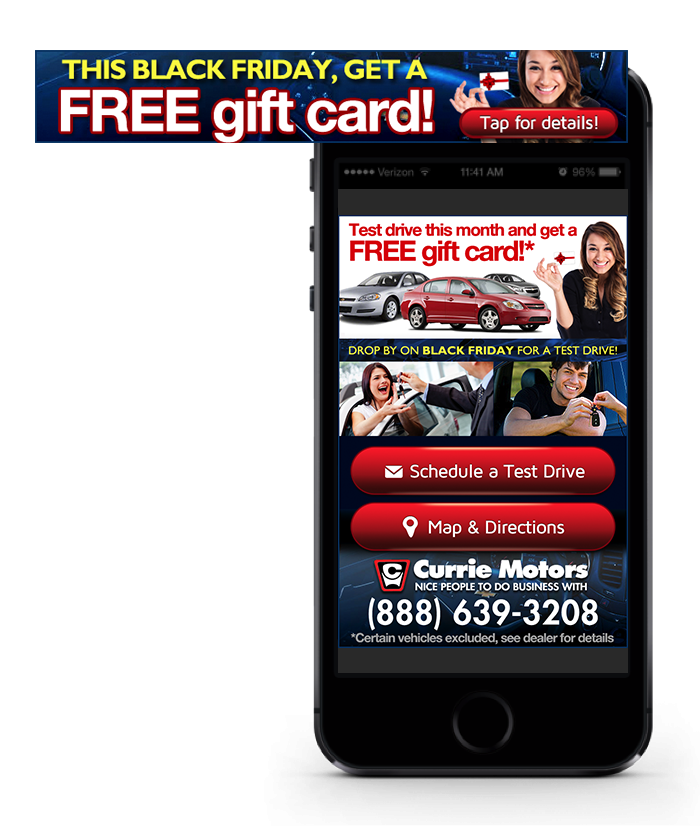 THIS BLACK FRIDAY, GET A
FREE gift card!
Tap for details!
Verizon 11:41 AM 96%
Test drive this month and get a
FREE gift card!*
DROP BY ON BLACK FRIDAY FOR A TEST DRIVE!
Schedule a Test Drive
Map & Directions
C Currie Motors
NICE PEOPLE TO DO BUSINESS WITH
(888) 639-3208
*Certain vehicles excluded, see dealer for details